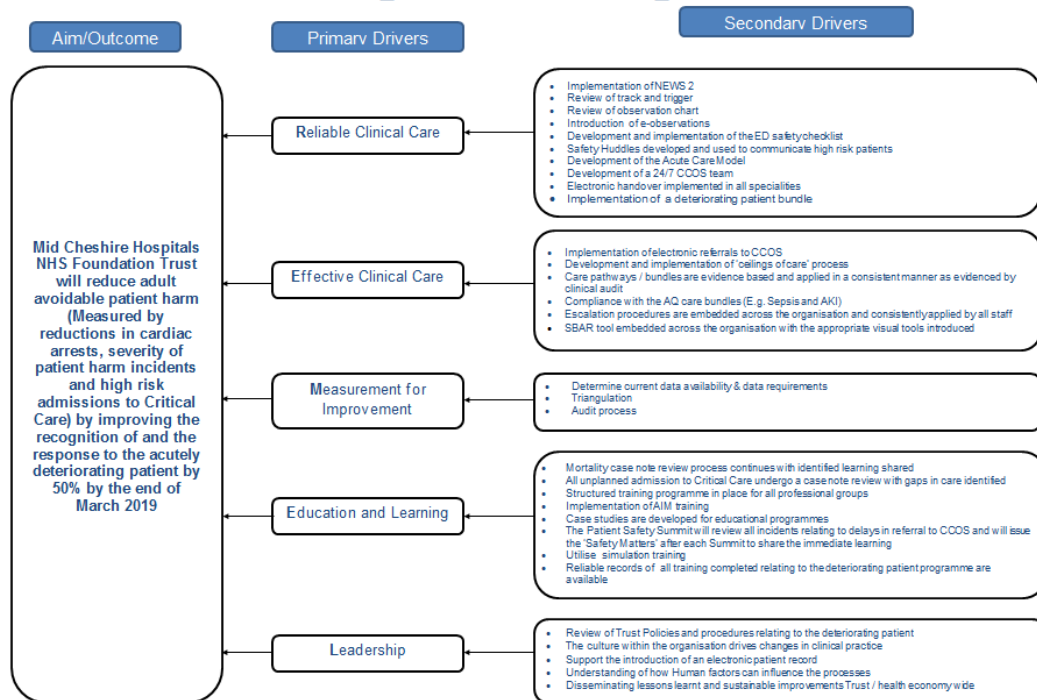 Aim/Outcome
Primary Drivers
Secondary Drivers
Mid Cheshire Hospitals
NHS Foundation Trust
will reduce adult
avoidable patient harm
(Measured by
reductions in cardiac
arrests, severity of
patient harm incidents
and high risk
admissions to Critical
Care) by improving the
recognition of and the
response to the acutely
deteriorating patient by
50% by the end of
March 2019
Reliable Clinical Care
• Implementation of NEWS 2
• Review of track and trigger
• Review of observation chart
• Introduction of e-observations
• Development and implementation of the ED safety checklist
• Safety Huddles developed and used to communicate high risk patients
• Development of the Acute Care Model
• Development of a 24/7 CCOS team
• Electronic handover implemented in all specialities
• Implementation of a deteriorating patient bundle
Effective Clinical Care
• Implementation of electronic referrals to CCOS
• Development and implementation of 'ceilings of care' process
• Care pathways / bundles are evidence based and applied in a consistent manner as evidenced by
clinical audit
• Compliance with the AQ care bundles (E.g. Sepsis and AKI)
• Escalation procedures are embedded across the organisation and consistently applied by all staff
• SBAR tool embedded across the organisation with the appropriate visual tools introduced
Measurement for
Improvement
• Determine current data availability & data requirements
• Triangulation
• Audit process
Education and Learning
• Mortality case note review process continues with identified learning shared
• All unplanned admission to Critical Care undergo a case note review with gaps in care identified
• Structured training programme in place for all professional groups
• Implementation of AIM training
• Case studies are developed for educational programmes
• The Patient Safety Summit will review all incidents relating to delays in referral to CCOS and will issue
the 'Safety Matters' after each Summit to share the immediate learning
• Utilise simulation training
• Reliable records of all training completed relating to the deteriorating patient programme are
available
Leadership
• Review of Trust Policies and procedures relating to the deteriorating patient
• The culture within the organisation drives changes in clinical practice
• Support the introduction of an electronic patient record
• Understanding of how Human factors can influence the processes
• Disseminating lessons learnt and sustainable improvements Trust / health economy wide